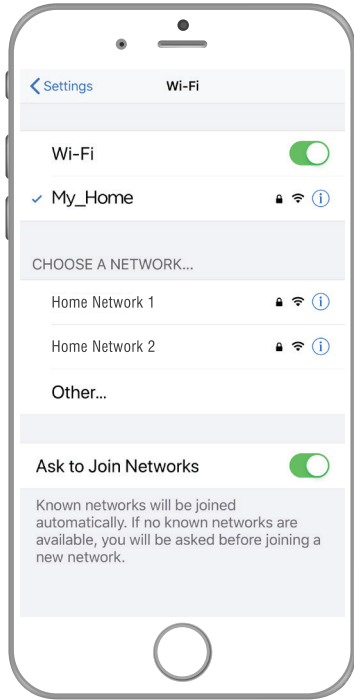 Settings
Wi-Fi
Wi-Fi
My_Home
CHOOSE A NETWORK...
Home Network 1
Home Network 2
Other...
Ask to Join Networks
Known networks will be joined
automatically. If no known networks are
available, you will be asked before joining a
new network.